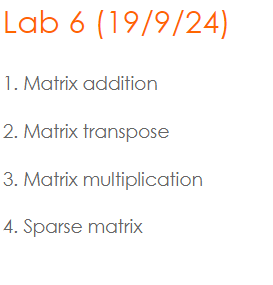 Lab 6 (19/9/24)
1. Matrix addition
2. Matrix transpose
3. Matrix multiplication
4. Sparse matrix